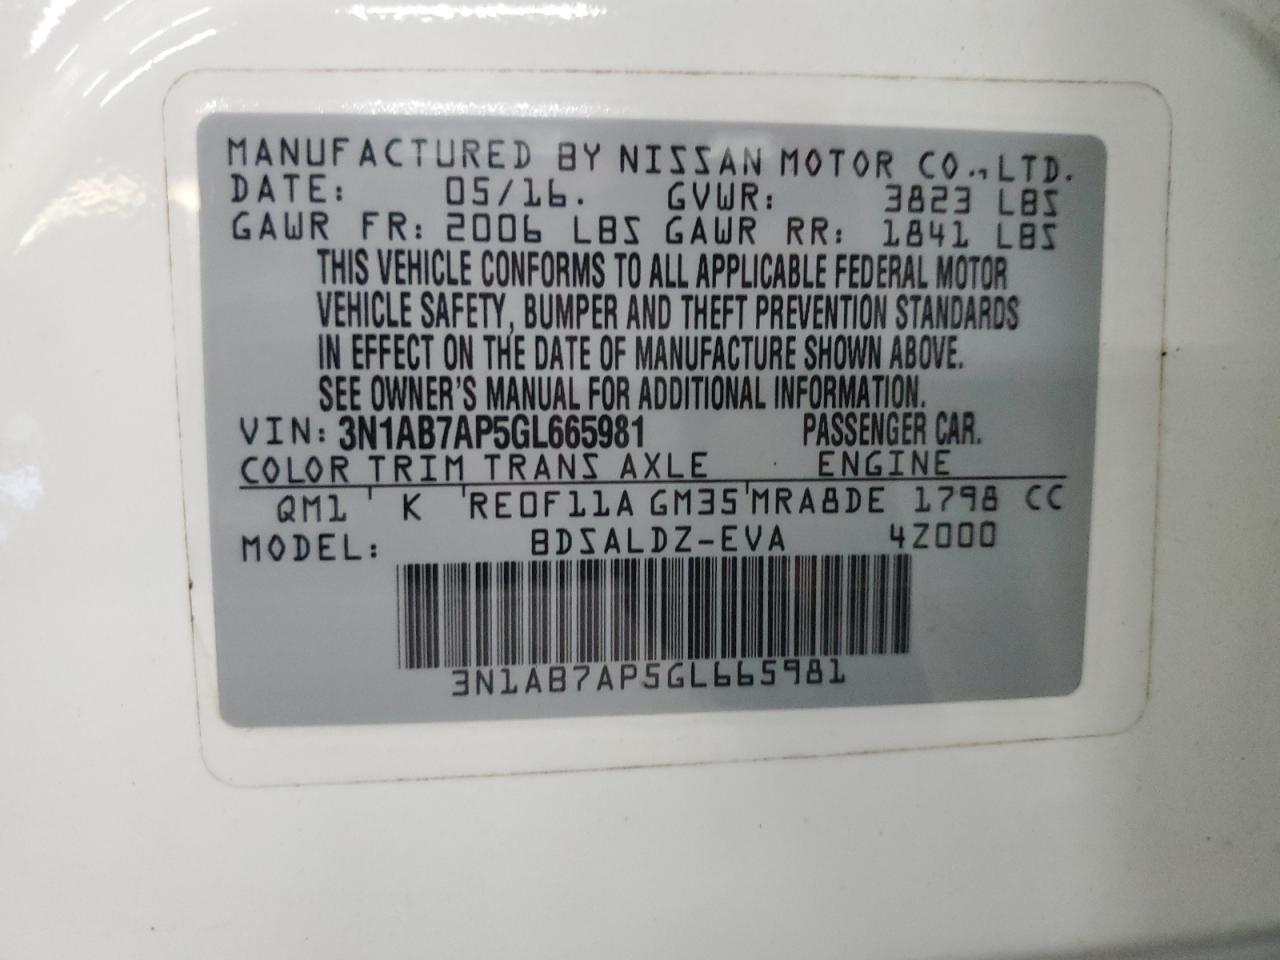 MANUFACTURED BY NISSAN MOTOR CO., LTD.
DATE: 05/16. GVWR: 3823 LBS
GAWR FR: 2006 LBS GAWR RR: 1841 LBS
THIS VEHICLE CONFORMS TO ALL APPLICABLE FEDERAL MOTOR
VEHICLE SAFETY, BUMPER AND THEFT PREVENTION STANDARDS
IN EFFECT ON THE DATE OF MANUFACTURE SHOWN ABOVE.
SEE OWNER'S MANUAL FOR ADDITIONAL INFORMATION.
VIN: 3N1AB7AP5GL665981 PASSENGER CAR.
COLOR TRIM TRANS AXLE ENGINE
QM1 K RE0F11A GM35 MRA8DE 1798 CC
MODEL: BDSALDZ-EVA 4Z000
3N1AB7AP5GL665981